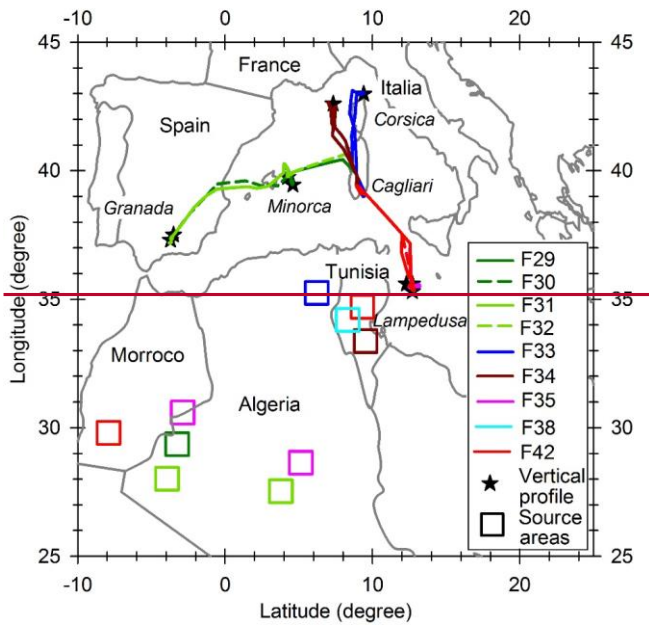 -10 0 10 20
45 45
France
Italia
Spain
Corsica
40 40
Cagliari
Granada
Minorca
35 35
Tunisia
Lampedusa
Morroco
Algeria
30 30
25 25
-10 0 10 20
Longitude (degree)
Latitude (degree)
F29
F30
F31
F32
F33
F34
F35
F38
F42
Vertical
profile
Source
areas